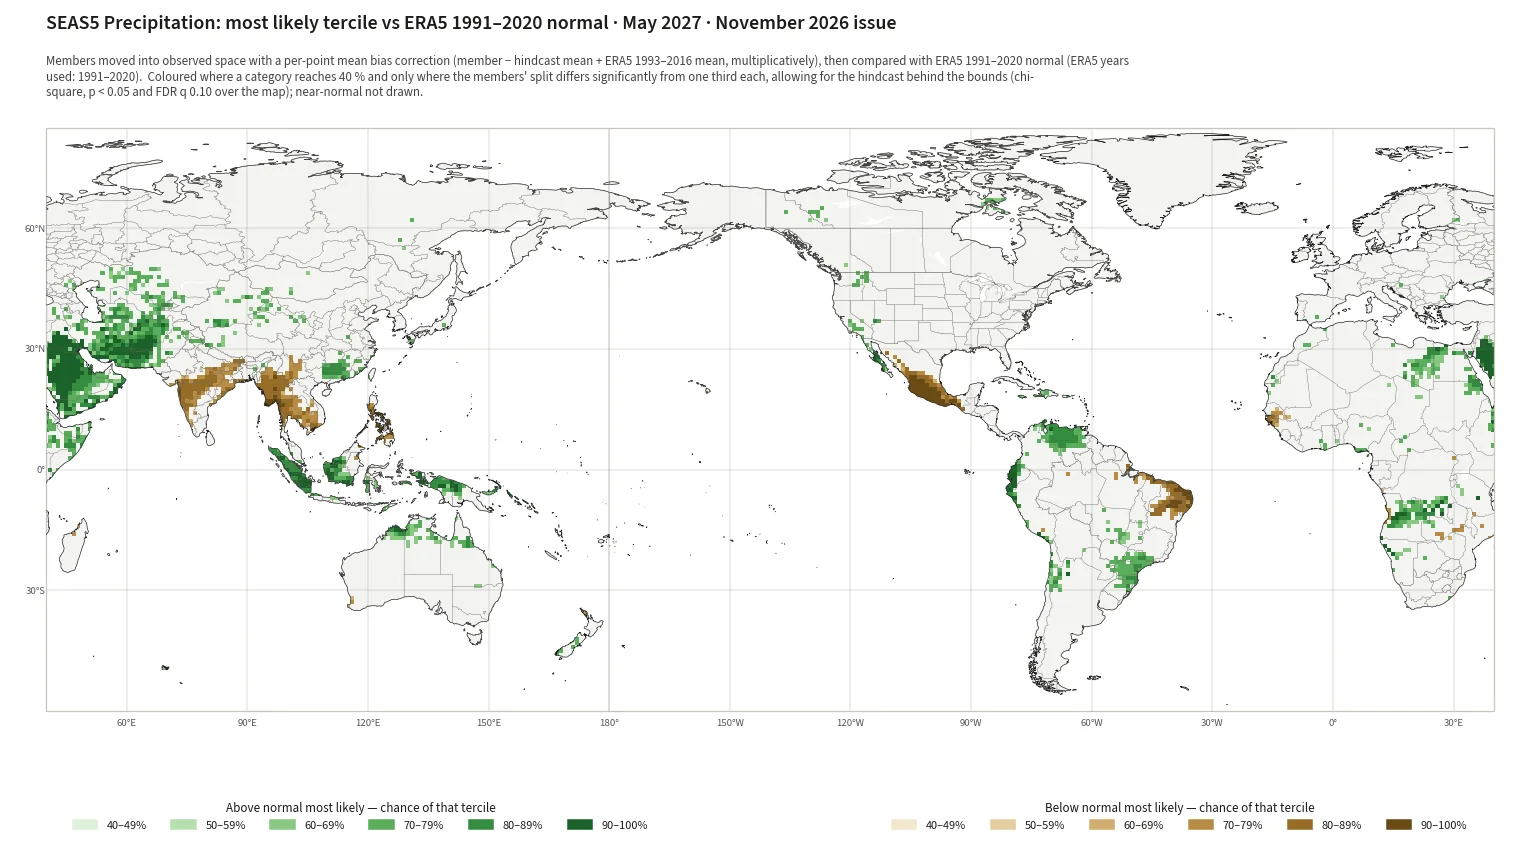 SEAS5 Precipitation: most likely tercile vs ERA5 1991–2020 normal · May 2027 · November 2026 issue
Members moved into observed space with a per-point mean bias correction (member − hindcast mean + ERA5 1993–2016 mean, multiplicatively), then compared with ERA5 1991–2020 normal (ERA5 years
used: 1991–2020).  Coloured where a category reaches 40 % and only where the members' split differs significantly from one third each, allowing for the hindcast behind the bounds (chi-
square, p < 0.05 and FDR q 0.10 over the map); near-normal not drawn.
60°N
30°N
0°
30°S
60°E 90°E 120°E 150°E 180° 150°W 120°W 90°W 60°W 30°W 0° 30°E
Above normal most likely — chance of that tercile
40–49% 50–59% 60–69% 70–79% 80–89% 90–100%
Below normal most likely — chance of that tercile
40–49% 50–59% 60–69% 70–79% 80–89% 90–100%